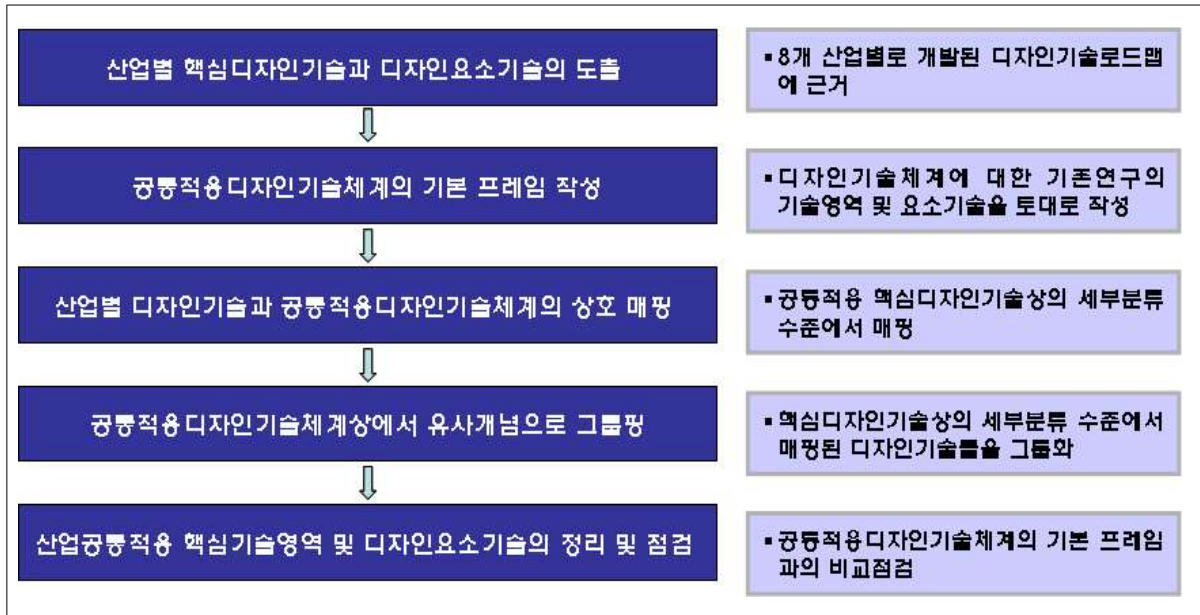 산업별 핵심디자인기술과 디자인요소기술의 도출
▪ 8개 산업별로 개발된 디자인기술로드맵
에 근거
공통적용디자인기술체계의 기본 프레임 작성
▪ 디자인기술체계에 대한 기존연구의
기술영역 및 요소기술을 토대로 작성
산업별 디자인기술과 공통적용디자인기술체계의 상호 매핑
▪ 공통적용 핵심디자인기술상의 세부분류
수준에서 매핑
공통적용디자인기술체계상에서 유사개념으로 그룹핑
▪ 핵심디자인기술상의 세부분류 수준에서
매핑된 디자인기술들을 그룹화
산업공통적용 핵심기술영역 및 디자인요소기술의 정리 및 점검
▪ 공통적용디자인기술체계의 기본 프레임
과의 비교점검